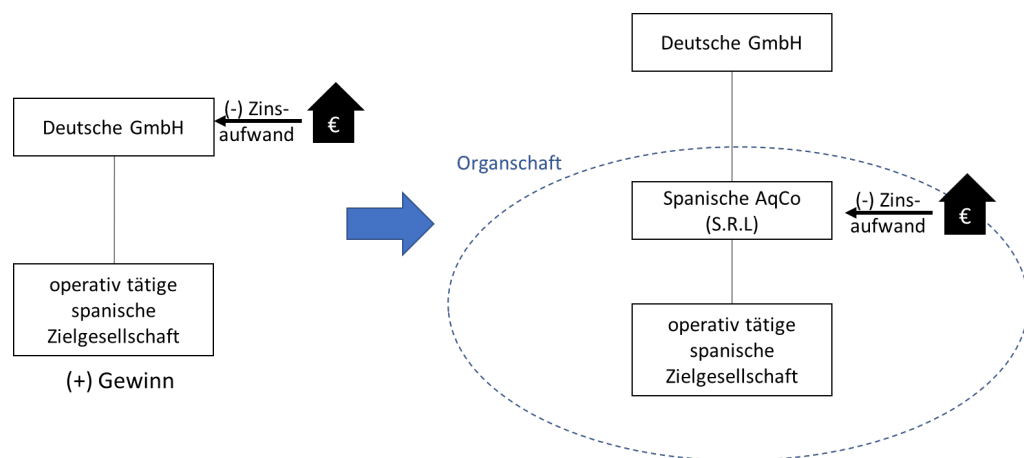 Deutsche GmbH
(-) Zins-
aufwand
€
operativ tätige
spanische
Zielgesellschaft
(+) Gewinn
Deutsche GmbH
Organschaft
Spanische AqCo
(S.R.L)
(-) Zins-
aufwand
€
operativ tätige
spanische
Zielgesellschaft